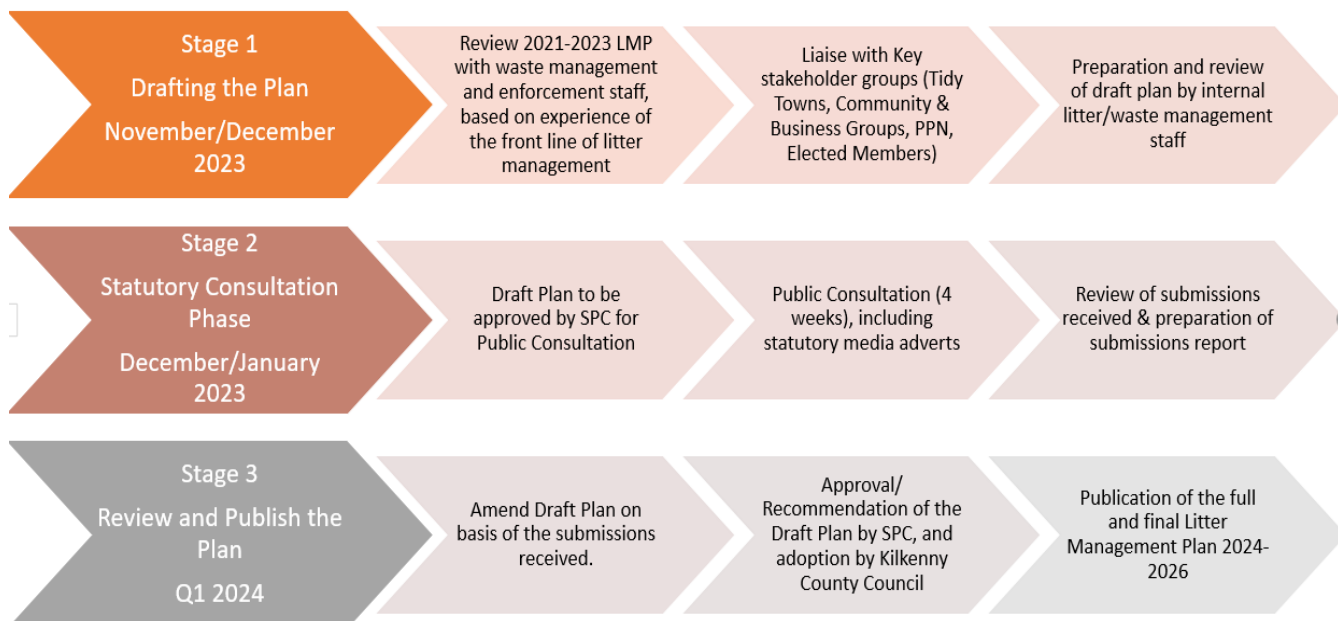 Stage 1
Drafting the Plan
November/December
2023
Review 2021-2023 LMP
with waste management
and enforcement staff,
based on experience of
the front line of litter
management
Liaise with Key
stakeholder groups (Tidy
Towns, Community &
Business Groups, PPN,
Elected Members)
Preparation and review
of draft plan by internal
litter/waste management
staff
Stage 2
Statutory Consultation
Phase
December/January
2023
Draft Plan to be
approved by SPC for
Public Consultation
Public Consultation (4
weeks), including
statutory media adverts
Review of submissions
received & preparation of
submissions report
Stage 3
Review and Publish the
Plan
Q1 2024
Amend Draft Plan on
basis of the submissions
received.
Approval/
Recommendation of the
Draft Plan by SPC, and
adoption by Kilkenny
County Council
Publication of the full
and final Litter
Management Plan 2024-
2026